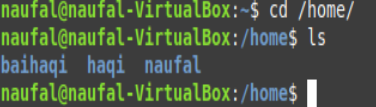 naufal@naufal-VirtualBox:~$ cd /home/
naufal@naufal-VirtualBox:/home$ ls
baihaqi  haqi  naufal
naufal@naufal-VirtualBox:/home$